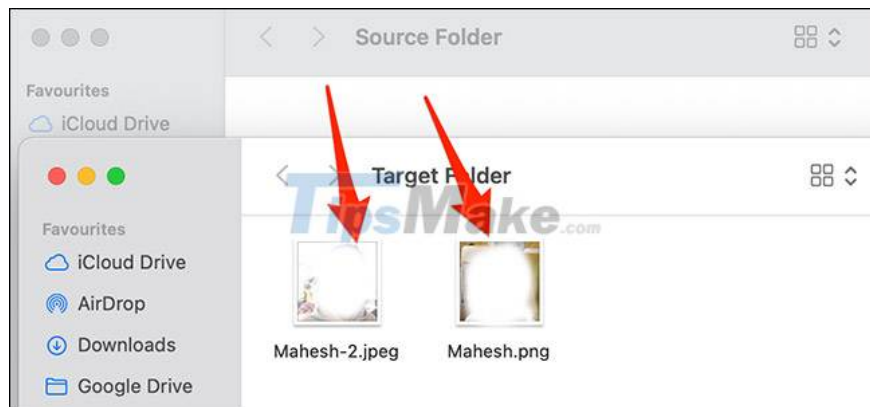 Source Folder
Favourites
iCloud Drive
Target Folder
TipsMake.com
Favourites
iCloud Drive
AirDrop
Downloads
Google Drive
Mahesh-2.jpeg
Mahesh.png